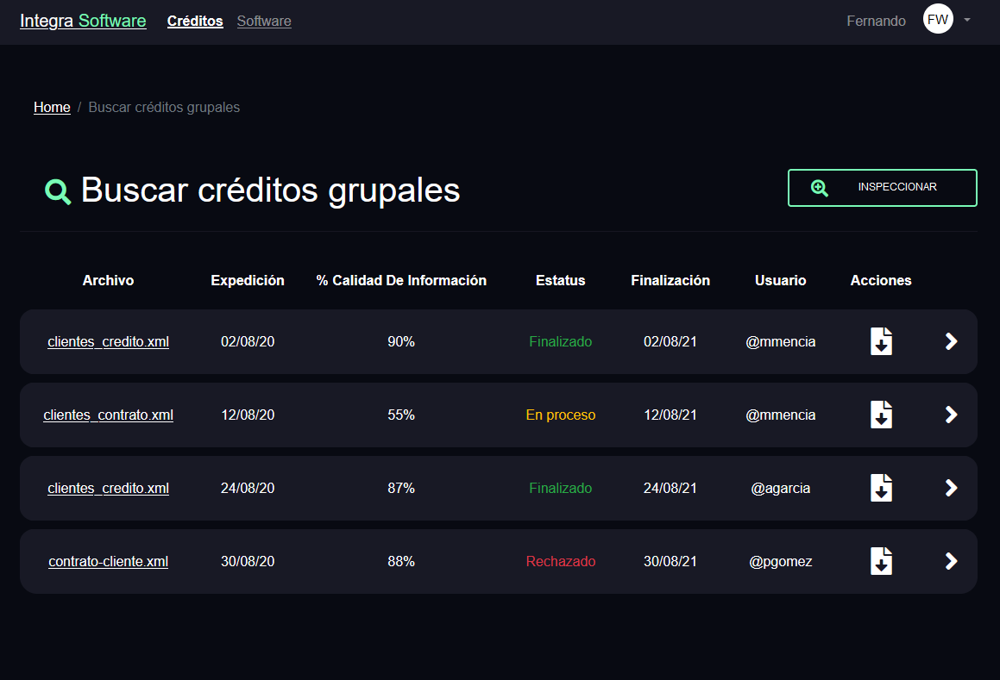 Integra Software Créditos Software Fernando FW
Home / Buscar créditos grupales
Buscar créditos grupales INSPECCIONAR
Archivo Expedición % Calidad De Información Estatus Finalización Usuario Acciones
clientes_credito.xml 02/08/20 90% Finalizado 02/08/21 @mmencia
clientes_contrato.xml 12/08/20 55% En proceso 12/08/21 @mmencia
clientes_credito.xml 24/08/20 87% Finalizado 24/08/21 @agarcia
contrato-cliente.xml 30/08/20 88% Rechazado 30/08/21 @pgomez